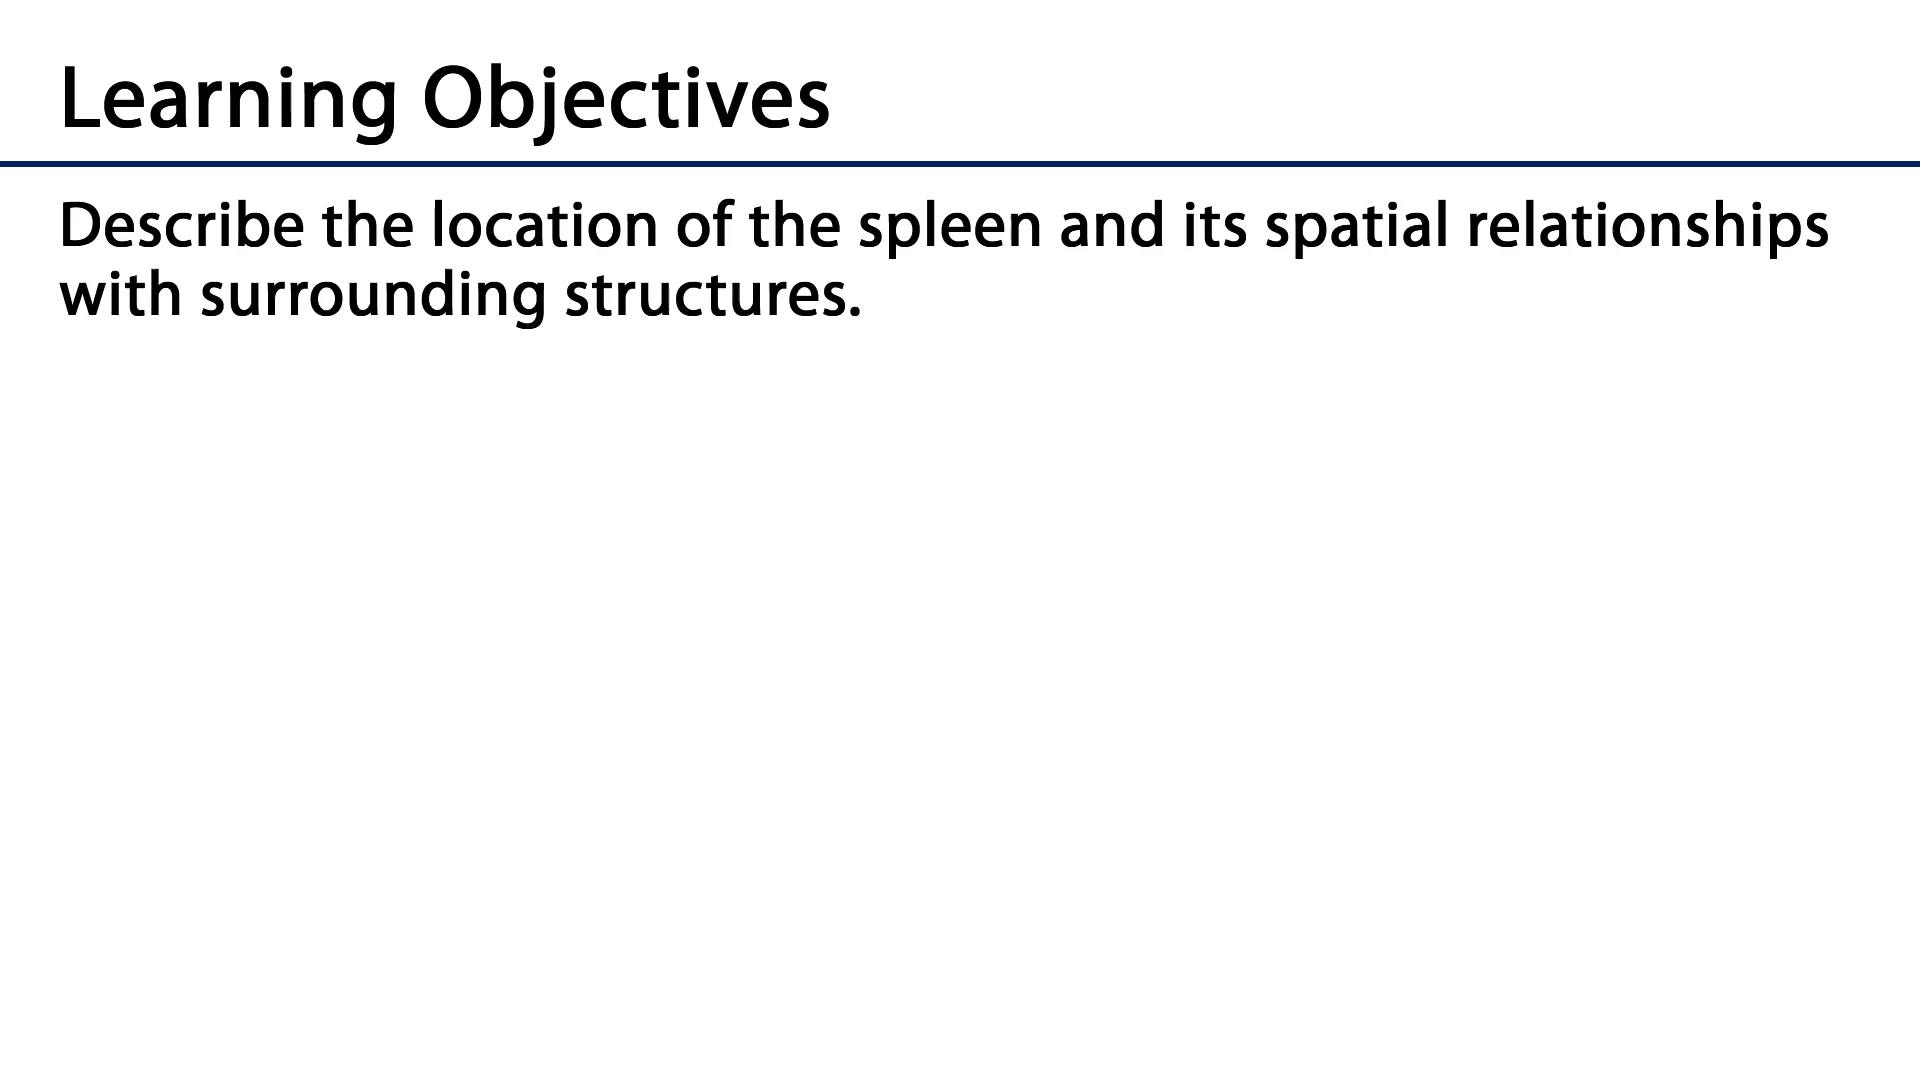 Learning Objectives
Describe the location of the spleen and its spatial relationships
with surrounding structures.